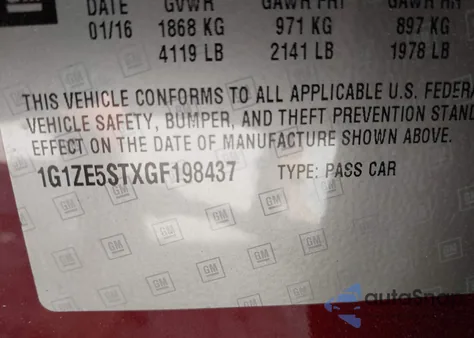 DATE GVWR GAWR FRT GAWR RR
01/16 1868 KG 971 KG 897 KG
4119 LB 2141 LB 1978 LB
THIS VEHICLE CONFORMS TO ALL APPLICABLE U.S. FEDERA
VEHICLE SAFETY, BUMPER, AND THEFT PREVENTION STAND
EFFECT ON THE DATE OF MANUFACTURE SHOWN ABOVE.
1G1ZE5STXGF198437 TYPE: PASS CAR
GM